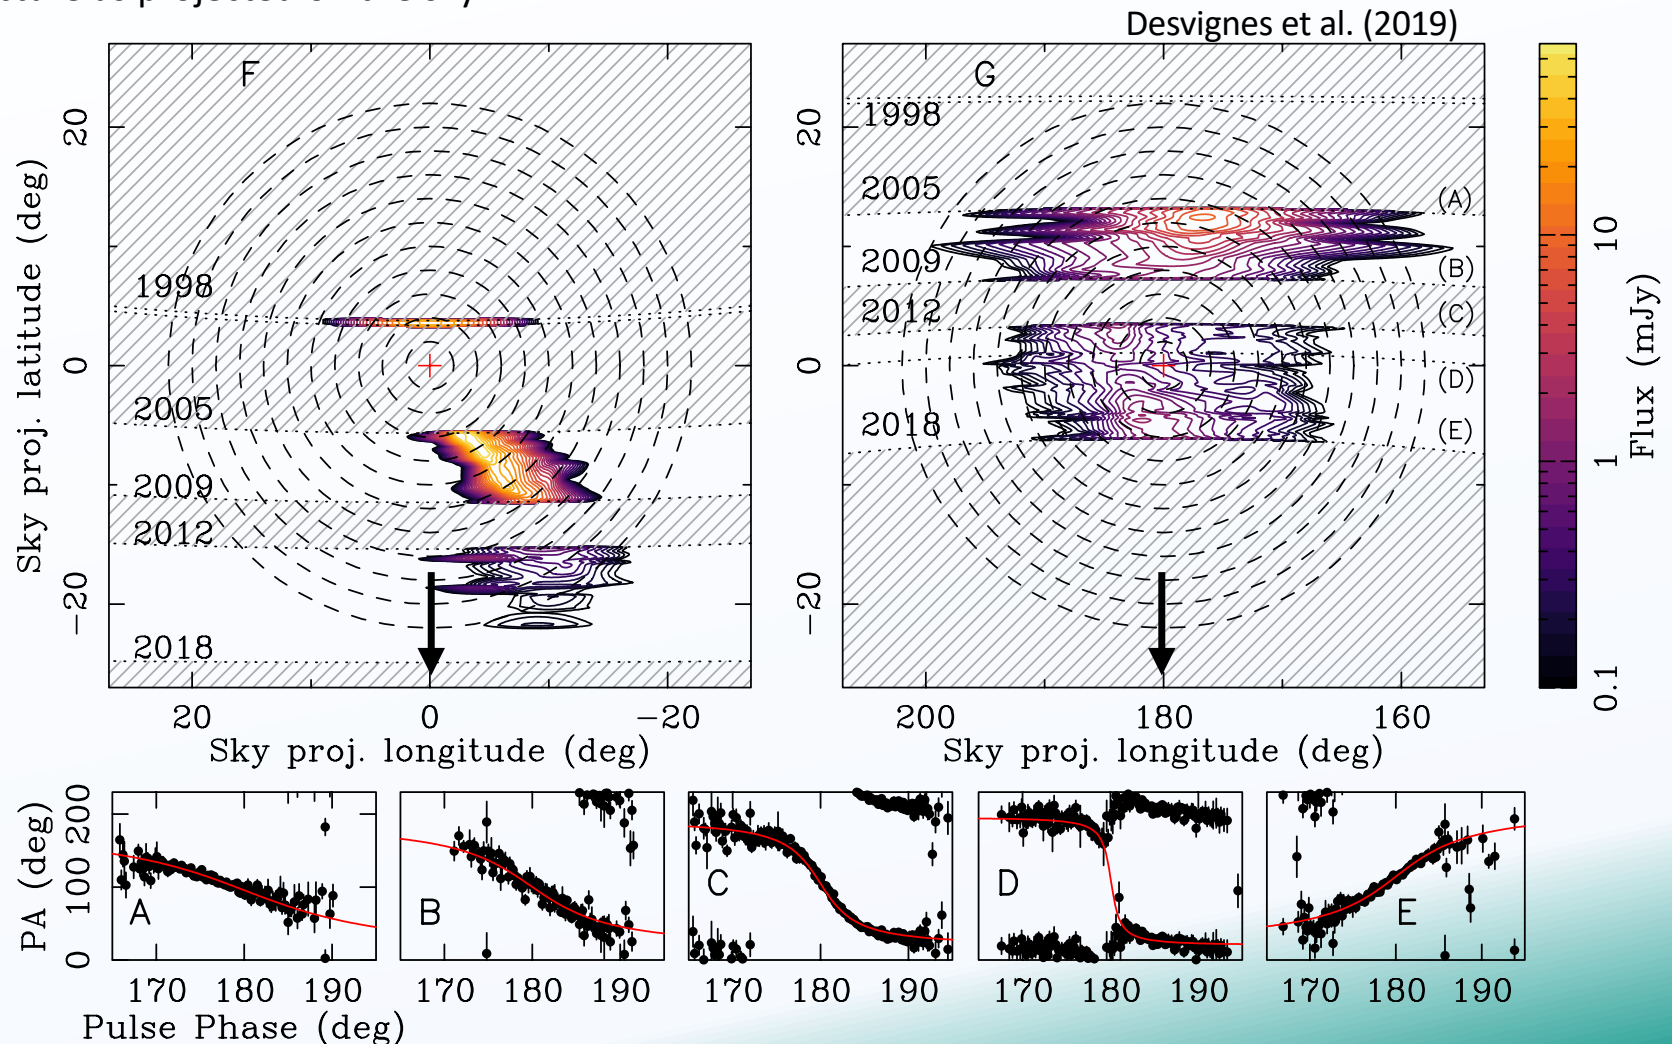 Desvignes et al. (2019)
F
G
20
0
−20
Sky proj. latitude (deg)
1998
2005
2009
2012
2018
20
0
−20
1998
2005
2009
2012
2018
(A)
(B)
(C)
(D)
(E)
10
1
0.1
Flux (mJy)
20
0
−20
200
180
160
Sky proj. longitude (deg)
Sky proj. longitude (deg)
PA (deg)
0
100
200
A
B
C
D
E
170
180
190
170
180
190
170
180
190
170
180
190
170
180
190
Pulse Phase (deg)